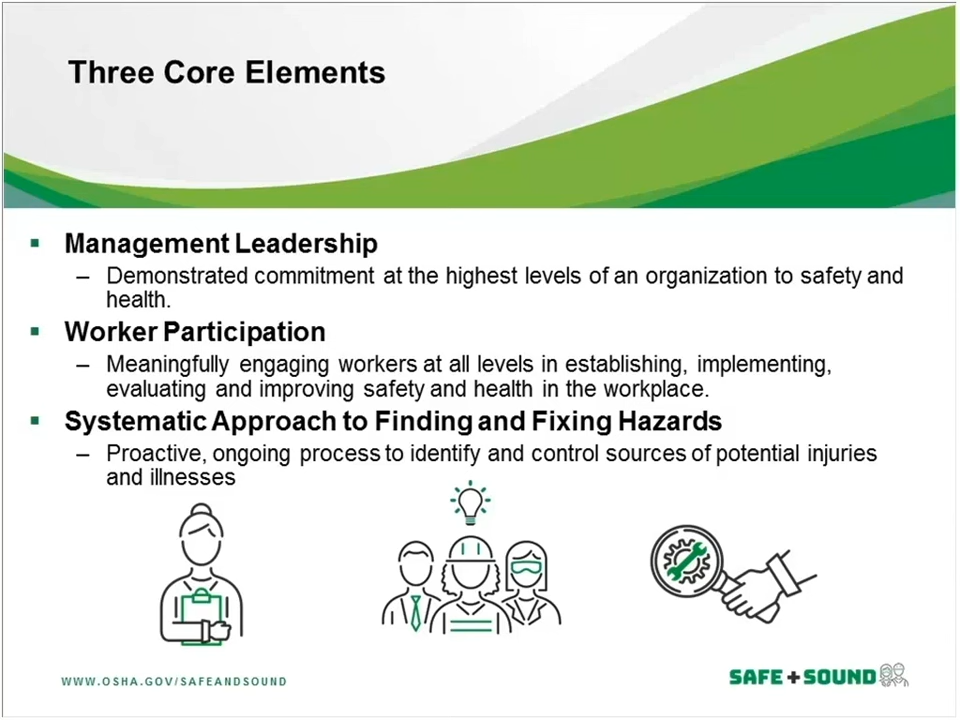 Three Core Elements
▪ Management Leadership
– Demonstrated commitment at the highest levels of an organization to safety and
health.
▪ Worker Participation
– Meaningfully engaging workers at all levels in establishing, implementing,
evaluating and improving safety and health in the workplace.
▪ Systematic Approach to Finding and Fixing Hazards
– Proactive, ongoing process to identify and control sources of potential injuries
and illnesses
WWW.OSHA.GOV/SAFEANDSOUND
SAFE + SOUND